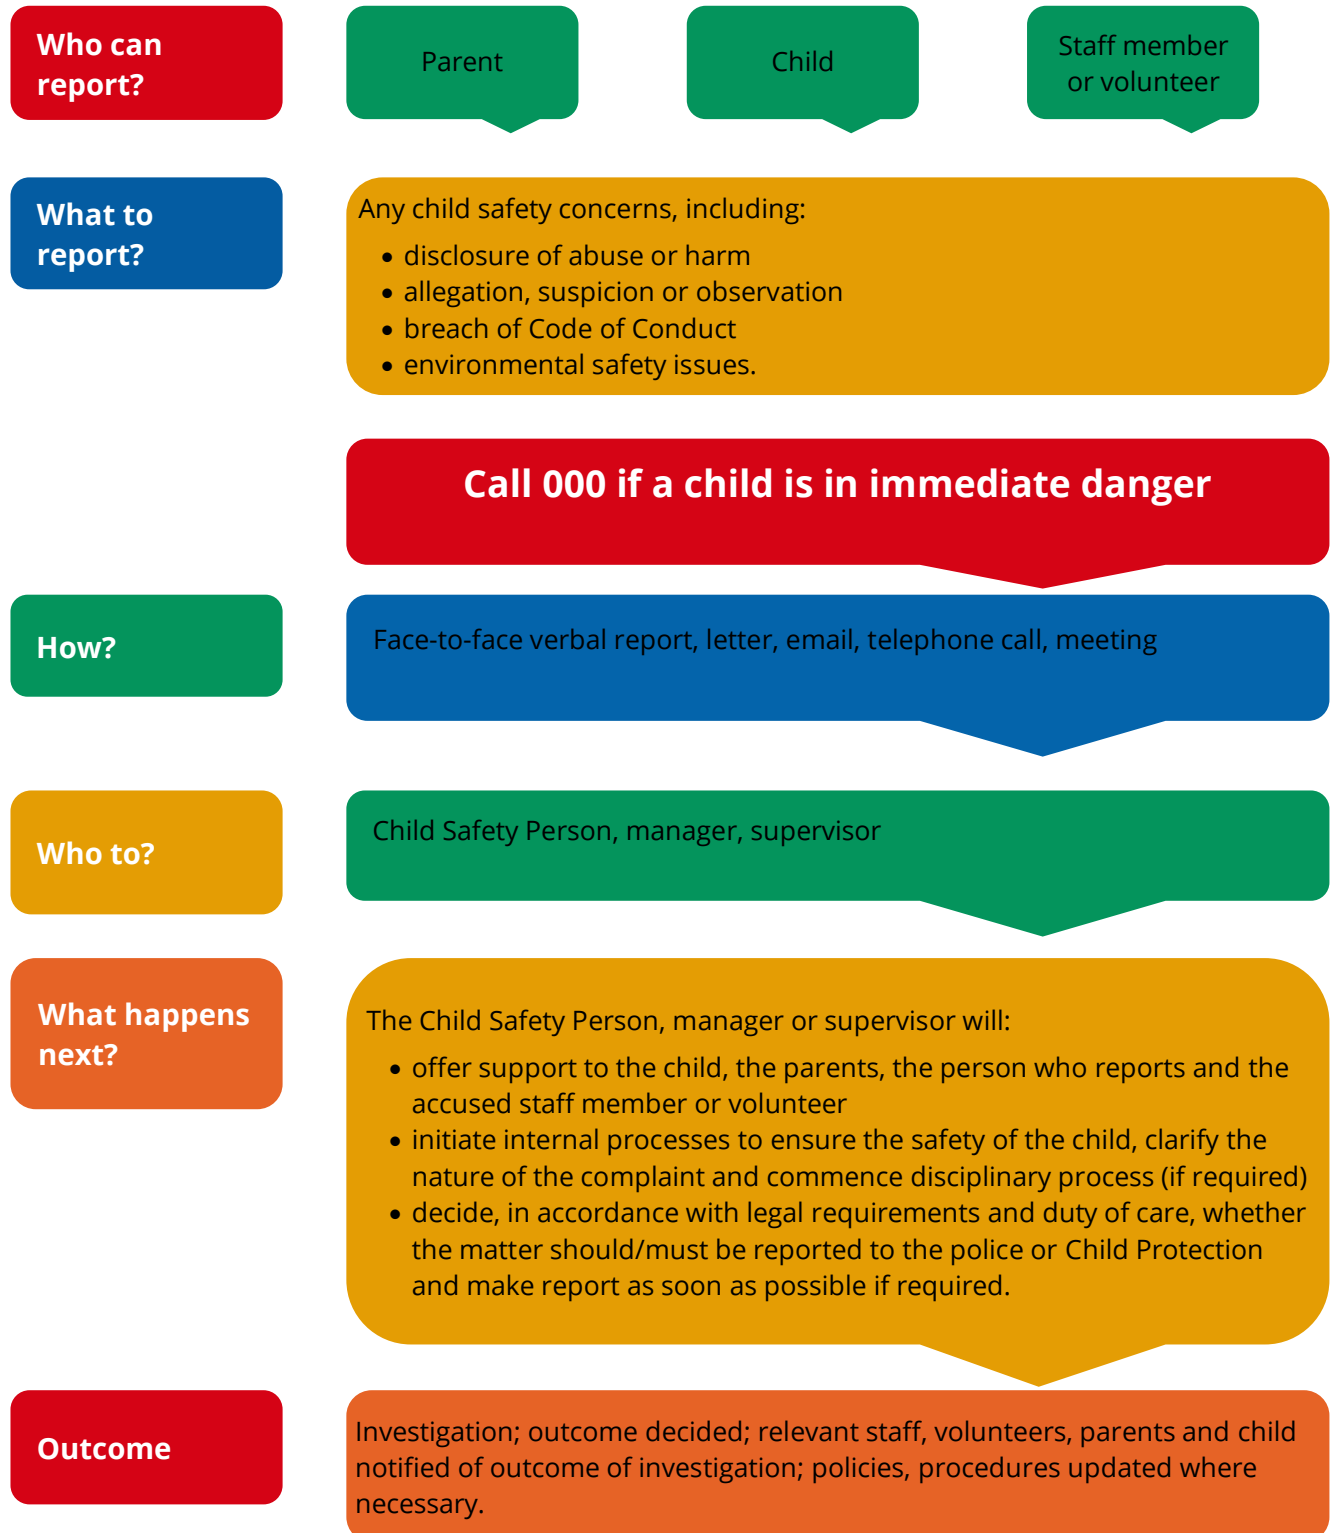 Who can
report?
Parent
Child
Staff member
or volunteer
What to
report?
Any child safety concerns, including:
• disclosure of abuse or harm
• allegation, suspicion or observation
• breach of Code of Conduct
• environmental safety issues.
Call 000 if a child is in immediate danger
How?
Face-to-face verbal report, letter, email, telephone call, meeting
Who to?
Child Safety Person, manager, supervisor
What happens
next?
The Child Safety Person, manager or supervisor will:
• offer support to the child, the parents, the person who reports and the
accused staff member or volunteer
• initiate internal processes to ensure the safety of the child, clarify the
nature of the complaint and commence disciplinary process (if required)
• decide, in accordance with legal requirements and duty of care, whether
the matter should/must be reported to the police or Child Protection
and make report as soon as possible if required.
Outcome
Investigation; outcome decided; relevant staff, volunteers, parents and child
notified of outcome of investigation; policies, procedures updated where
necessary.